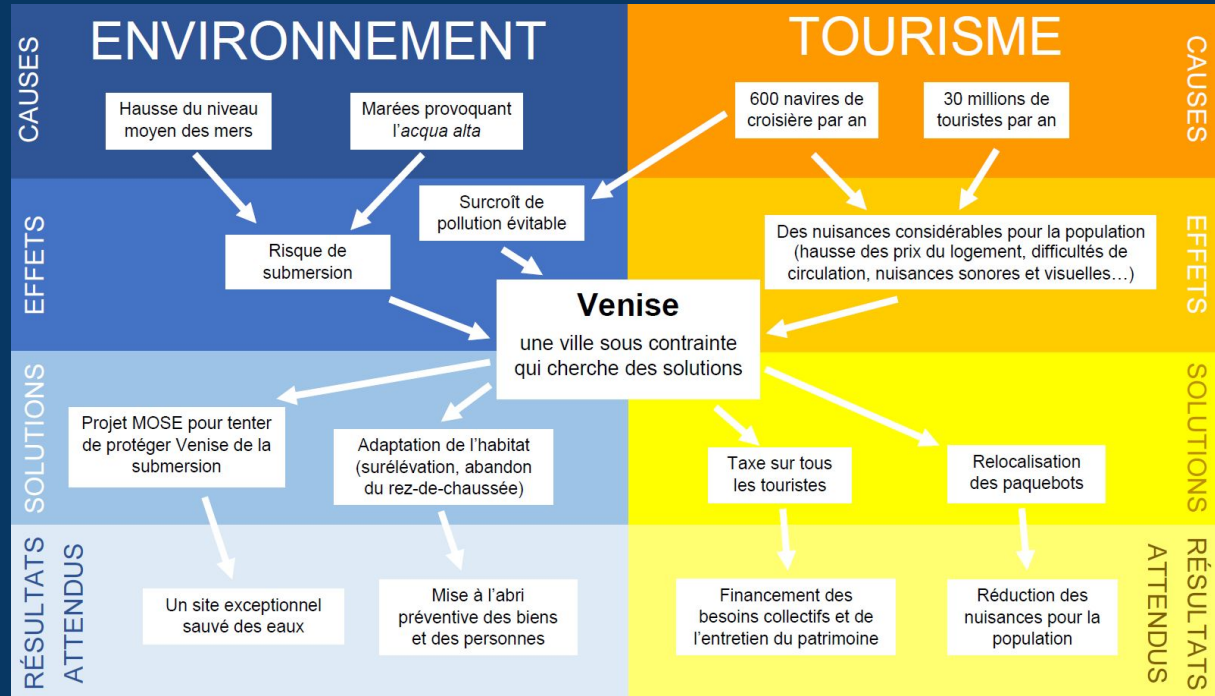 ENVIRONNEMENT
TOURISME
CAUSES
Hausse du niveau
moyen des mers
Marées provoquant
l'acqua alta
600 navires de
croisière par an
30 millions de
touristes par an
CAUSES
EFFETS
Risque de
submersion
Surcroît de
pollution évitable
Des nuisances considérables pour la population
(hausse des prix du logement, difficultés de
circulation, nuisances sonores et visuelles…)
EFFETS
Venise
une ville sous contrainte
qui cherche des solutions
SOLUTIONS
Projet MOSE pour tenter
de protéger Venise de la
submersion
Adaptation de l'habitat
(surélévation, abandon
du rez-de-chaussée)
Taxe sur tous
les touristes
Relocalisation
des paquebots
SOLUTIONS
RÉSULTATS
ATTENDUS
Un site exceptionnel
sauvé des eaux
Mise à l'abri
préventive des biens
et des personnes
Financement des
besoins collectifs et de
l'entretien du patrimoine
Réduction des
nuisances pour la
population
RÉSULTATS
ATTENDUS